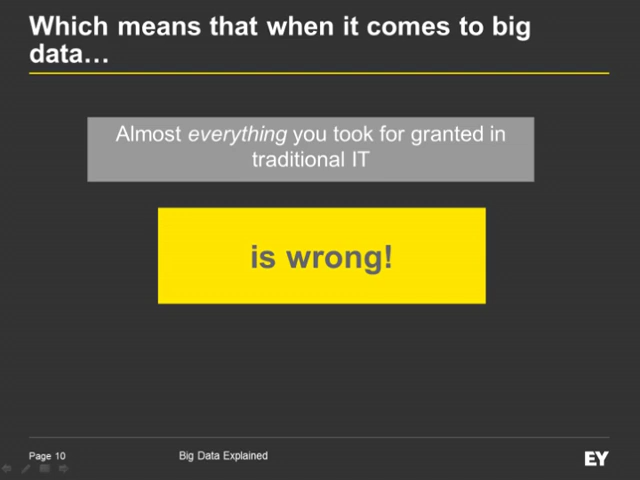 Which means that when it comes to big
data…
Almost everything you took for granted in
traditional IT
is wrong!
Page 10
Big Data Explained
EY